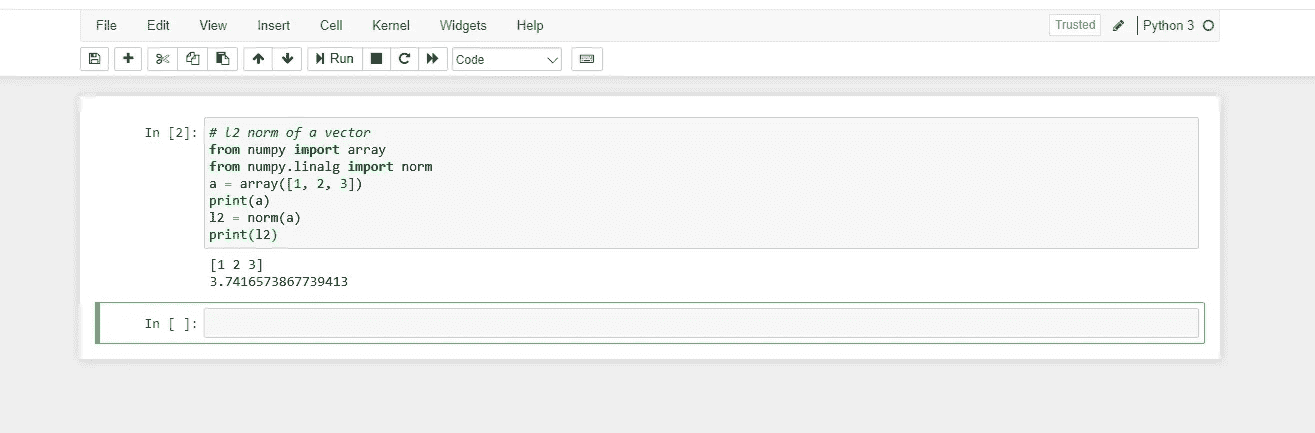 File Edit View Insert Cell Kernel Widgets Help Trusted Python 3
Run Code
In [2]: # l2 norm of a vector
from numpy import array
from numpy.linalg import norm
a = array([1, 2, 3])
print(a)
l2 = norm(a)
print(l2)
[1 2 3]
3.7416573867739413
In [ ]: